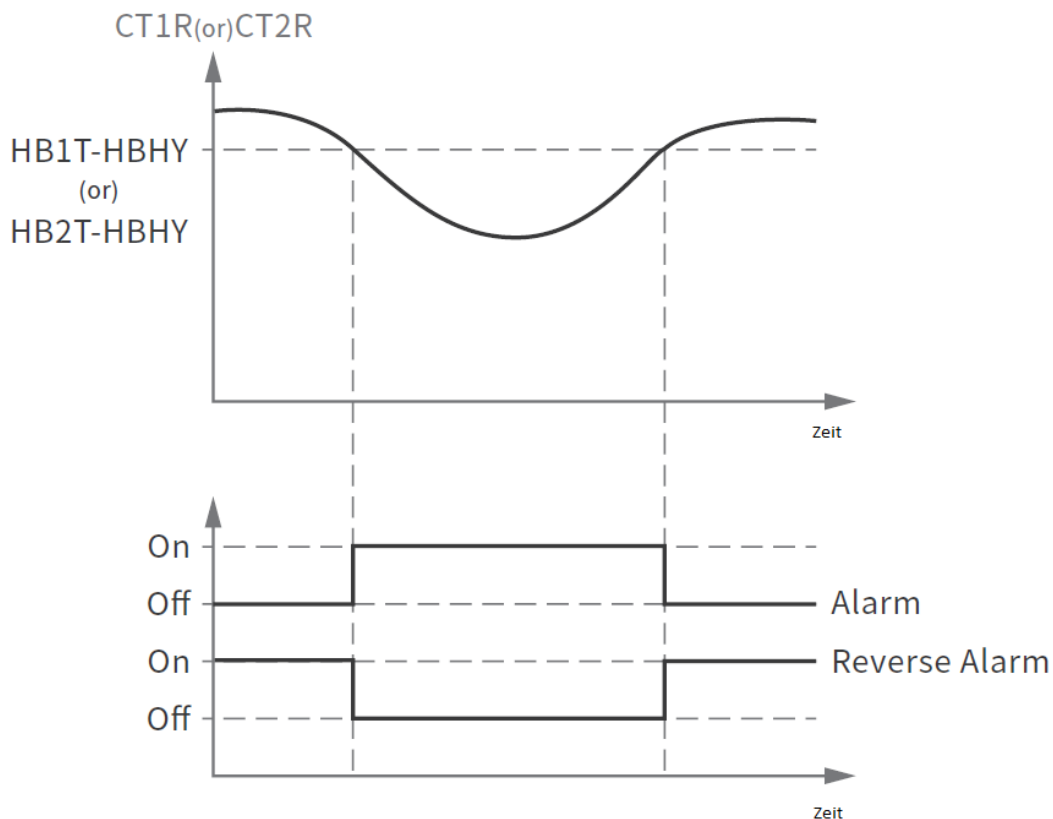 CT1R(or)CT2R
HB1T-HBHY
(or)
HB2T-HBHY
Zeit
On
Off
Alarm
On
Reverse Alarm
Off
Zeit